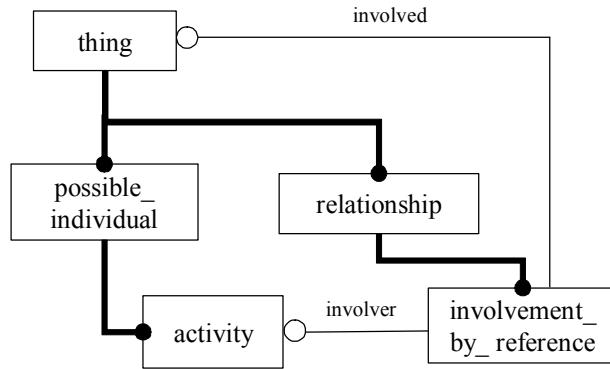 involved
thing
possible_
individual
relationship
involver
activity
involvement_
by_ reference